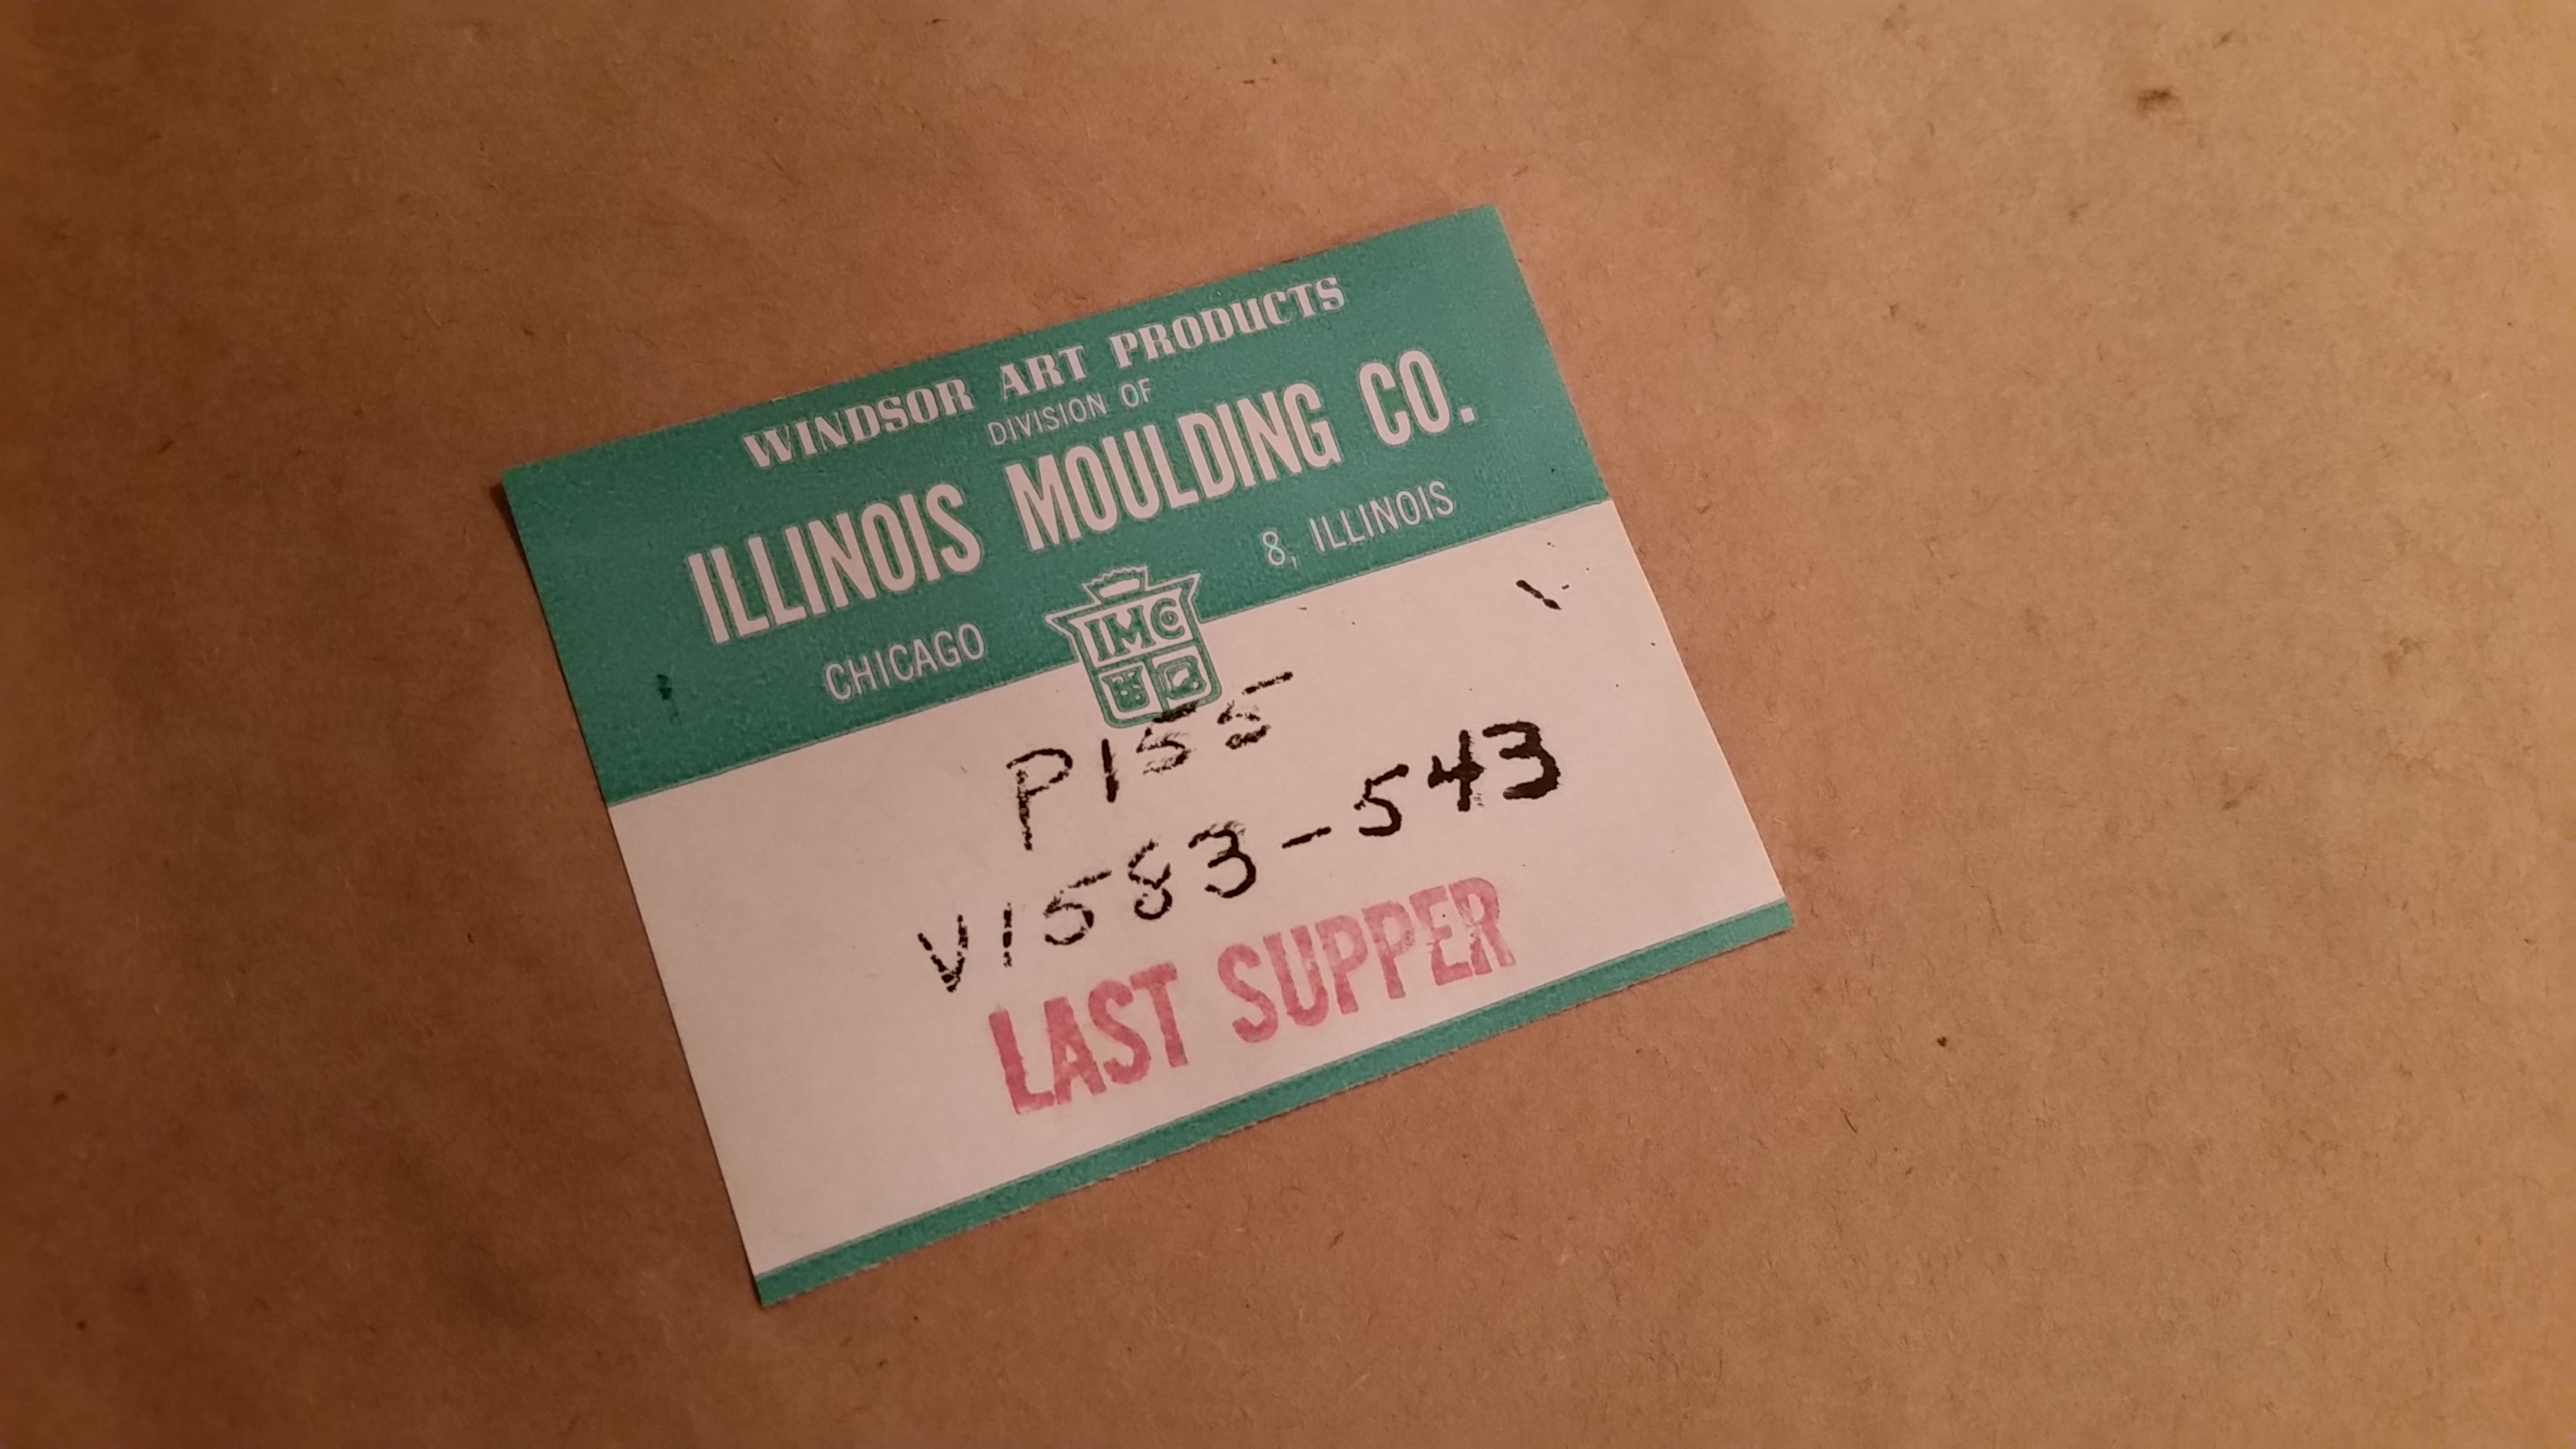 WINDSOR ART PRODUCTS
DIVISION OF
ILLINOIS MOULDING CO.
CHICAGO 8, ILLINOIS
IMC
P155
V1583-543
LAST SUPPER